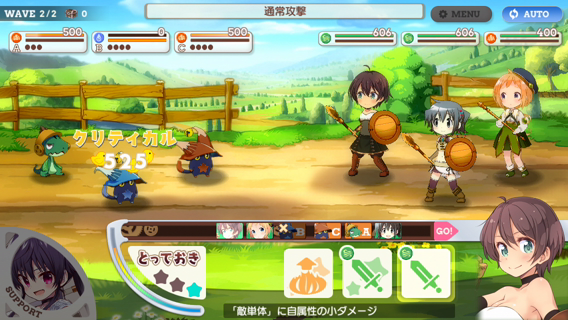 WAVE 2/2 0
通常攻撃
MENU
AUTO
500
0
500
606
606
400
A
B
C
クリティカル
525
B C A GO!
とっておき
SUPPORT
「敵単体」に自属性の小ダメージ